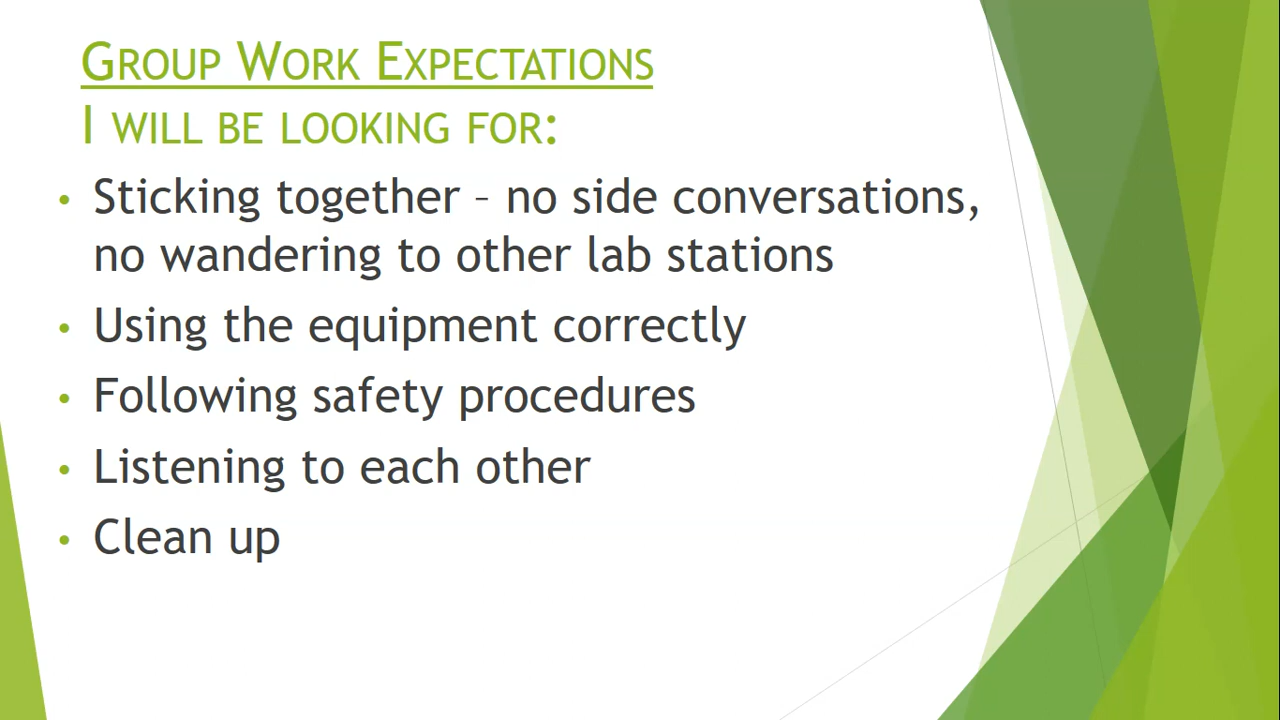 Group Work Expectations
I will be looking for:
• Sticking together – no side conversations,
no wandering to other lab stations
• Using the equipment correctly
• Following safety procedures
• Listening to each other
• Clean up